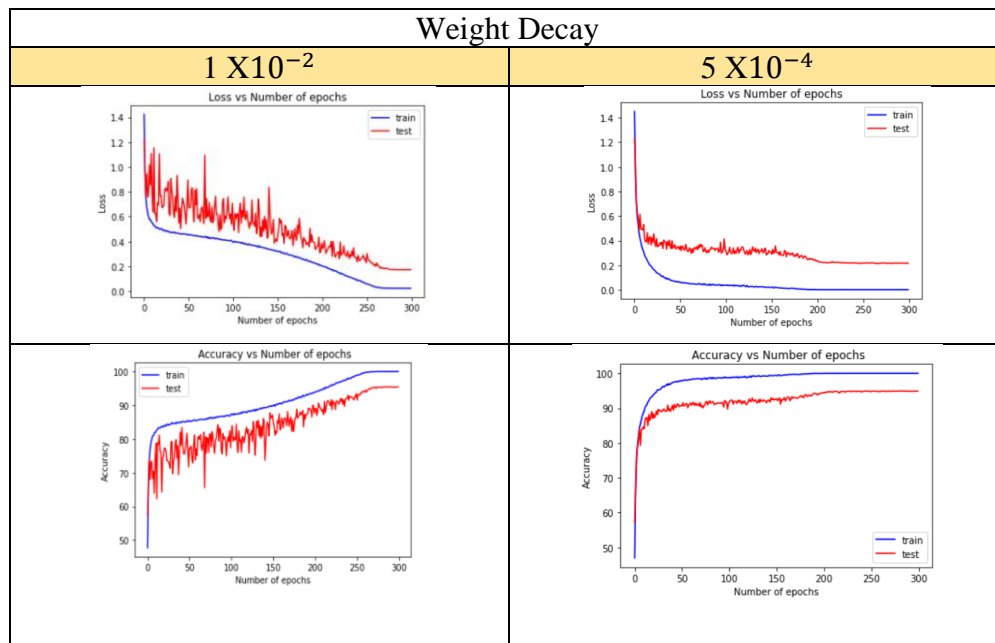 Weight Decay
1 X10⁻²
5 X10⁻⁴
Loss vs Number of epochs
train
test
1.4
1.2
1.0
0.8
0.6
0.4
0.2
0.0
Loss
0 50 100 150 200 250 300
Number of epochs
Loss vs Number of epochs
train
test
1.4
1.2
1.0
0.8
0.6
0.4
0.2
0.0
Loss
0 50 100 150 200 250 300
Number of epochs
Accuracy vs Number of epochs
train
test
100
90
80
70
60
50
Accuracy
0 50 100 150 200 250 300
Number of epochs
Accuracy vs Number of epochs
100
90
80
70
60
50
Accuracy
train
test
0 50 100 150 200 250 300
Number of epochs